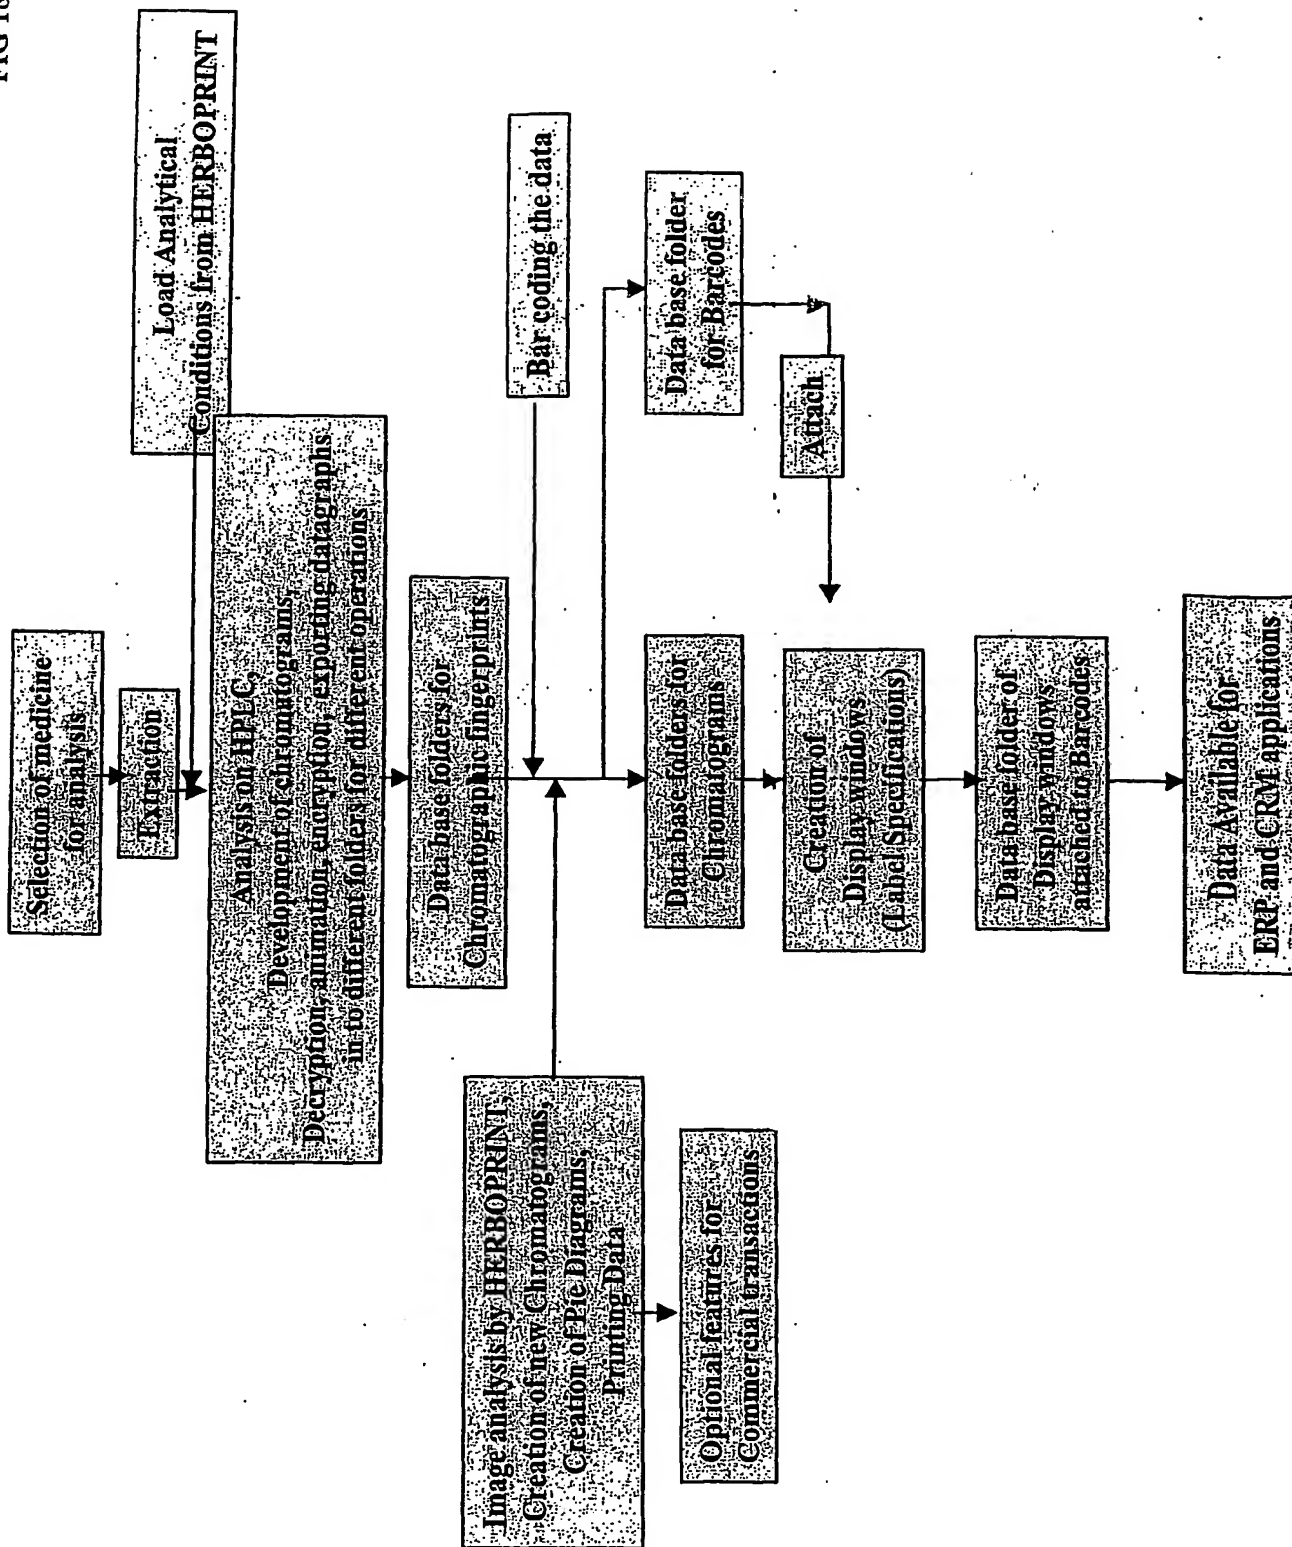 Selection of medicine
for analysis
Extraction
Load Analytical
Conditions from HERBOPRINT
Analysis on HPLC,
Development of chromatograms,
Decryption, animation, encryption, exporting datagraphs
in to different folders for different operations
Data base folders for
Chromatographic fingerprints
Bar coding the data
Image analysis by HERBOPRINT,
Creation of new Chromatograms,
Creation of Pie Diagrams,
Printing Data
Optional features for
Commercial transactions
Data base folders for
Chromatograms
Data base folder
for Barcodes
Attach
Creation of
Display windows
(Label Specifications)
Data base folder of
Display windows
attached to Barcodes
Data Available for
ERP and CRM applications